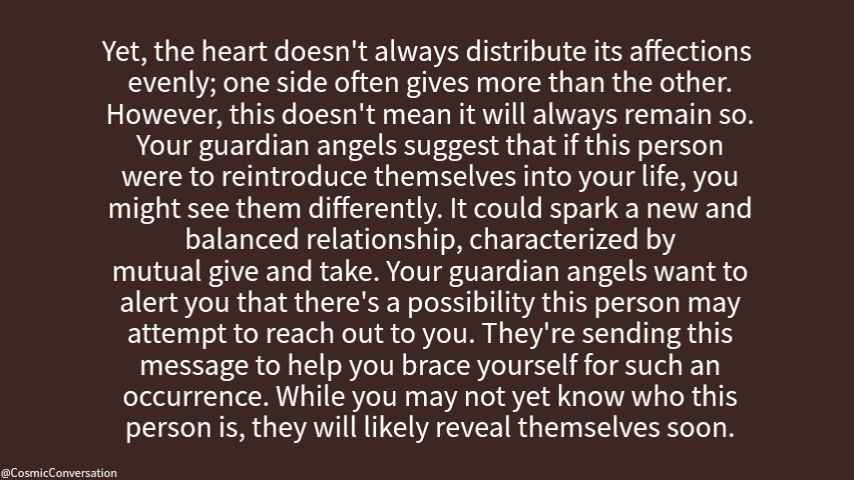 Yet, the heart doesn't always distribute its affections
evenly; one side often gives more than the other.
However, this doesn't mean it will always remain so.
Your guardian angels suggest that if this person
were to reintroduce themselves into your life, you
might see them differently. It could spark a new and
balanced relationship, characterized by
mutual give and take. Your guardian angels want to
alert you that there's a possibility this person may
attempt to reach out to you. They're sending this
message to help you brace yourself for such an
occurrence. While you may not yet know who this
person is, they will likely reveal themselves soon.
@CosmicConversation